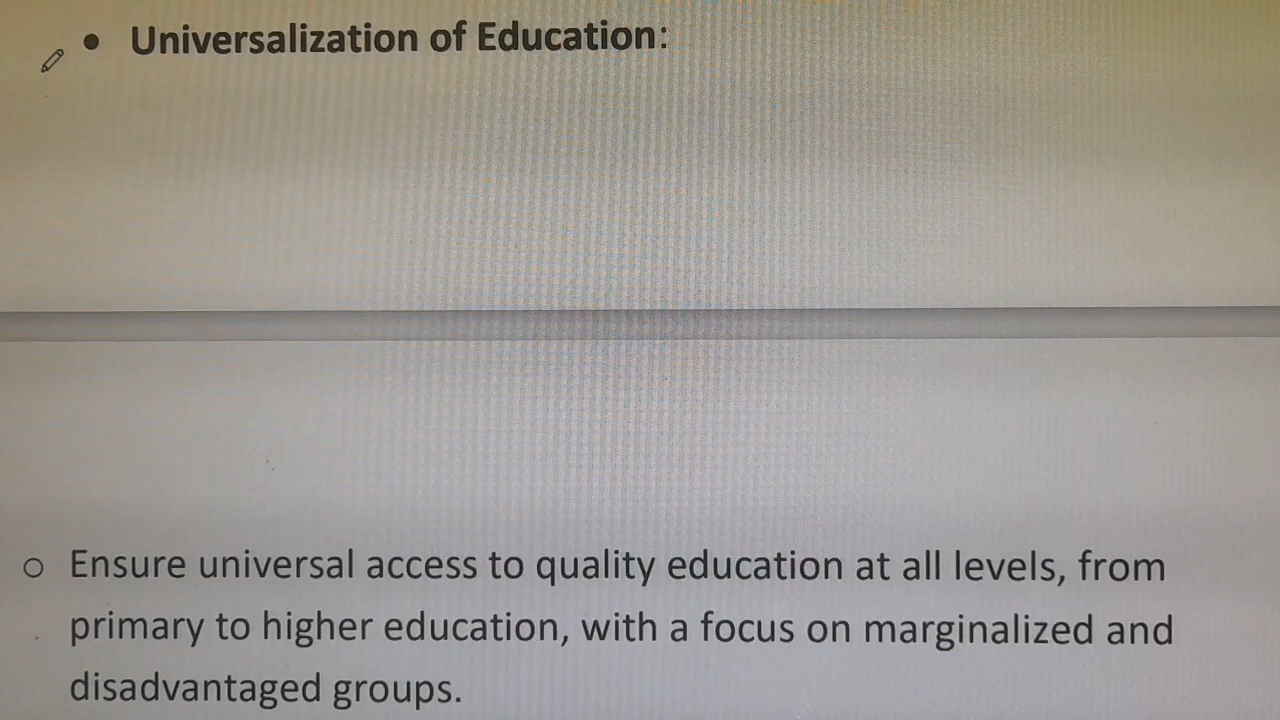 • Universalization of Education:
○ Ensure universal access to quality education at all levels, from
primary to higher education, with a focus on marginalized and
disadvantaged groups.